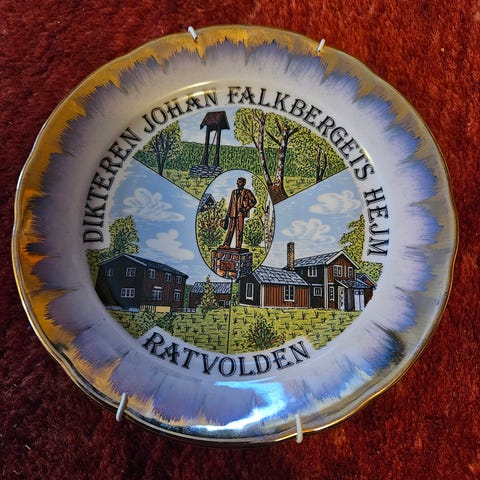 DIKTEREN JOHAN FALKBERGETS HEJM
RATVOLDEN